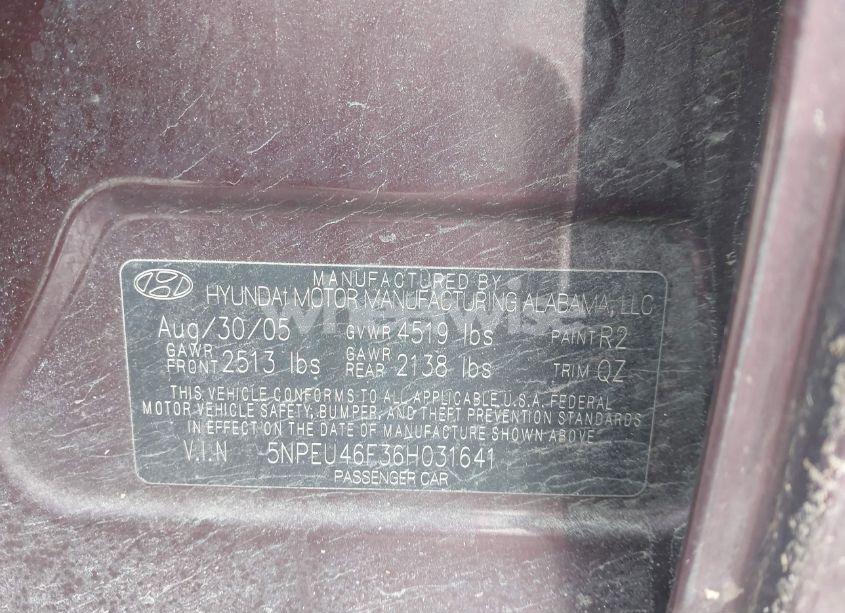 MANUFACTURED BY
HYUNDAI MOTOR MANUFACTURING ALABAMA, LLC
Aug/30/05 GVWR 4519 lbs PAINT R2
GAWR FRONT 2513 lbs GAWR REAR 2138 lbs TRIM QZ
THIS VEHICLE CONFORMS TO ALL APPLICABLE U.S.A. FEDERAL
MOTOR VEHICLE SAFETY, BUMPER, AND THEFT PREVENTION STANDARDS
IN EFFECT ON THE DATE OF MANUFACTURE SHOWN ABOVE.
V.I.N 5NPEU46F36H031641
PASSENGER CAR
wheelwise